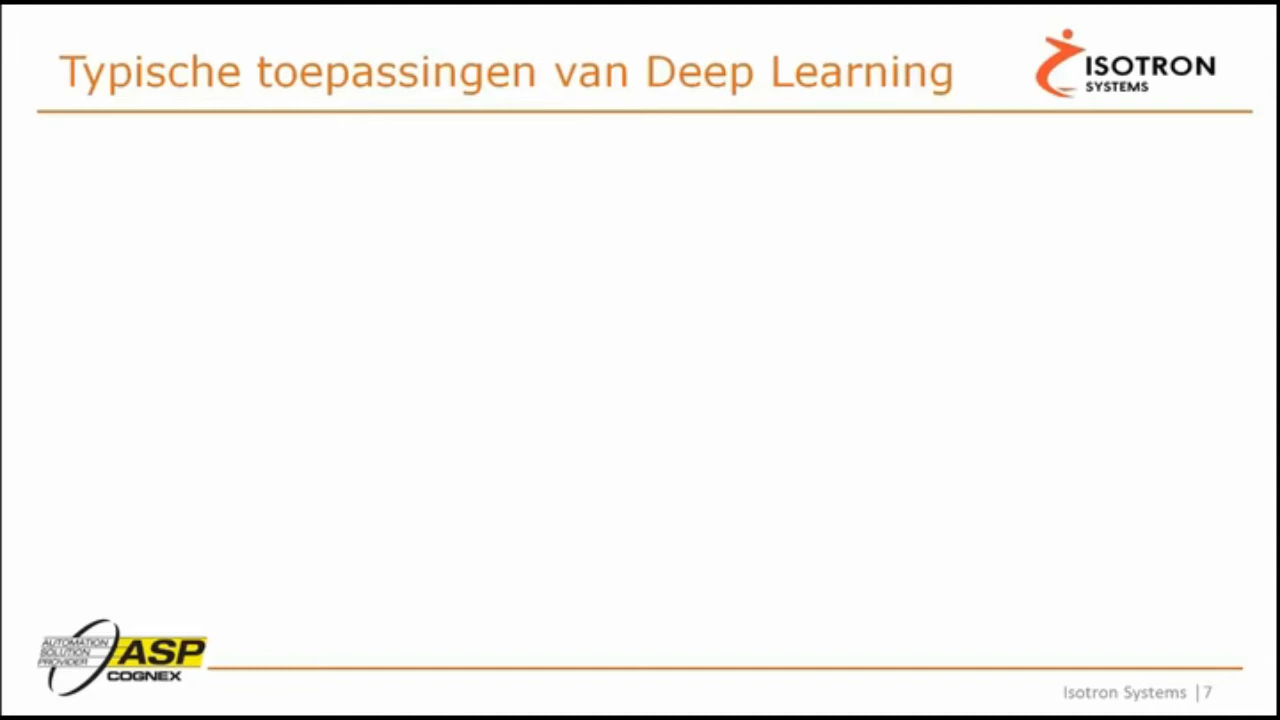 Typische toepassingen van Deep Learning
ISOTRON
SYSTEMS
AUTOMATION
SOLUTION
PROVIDER
ASP
COGNEX
Isotron Systems |7